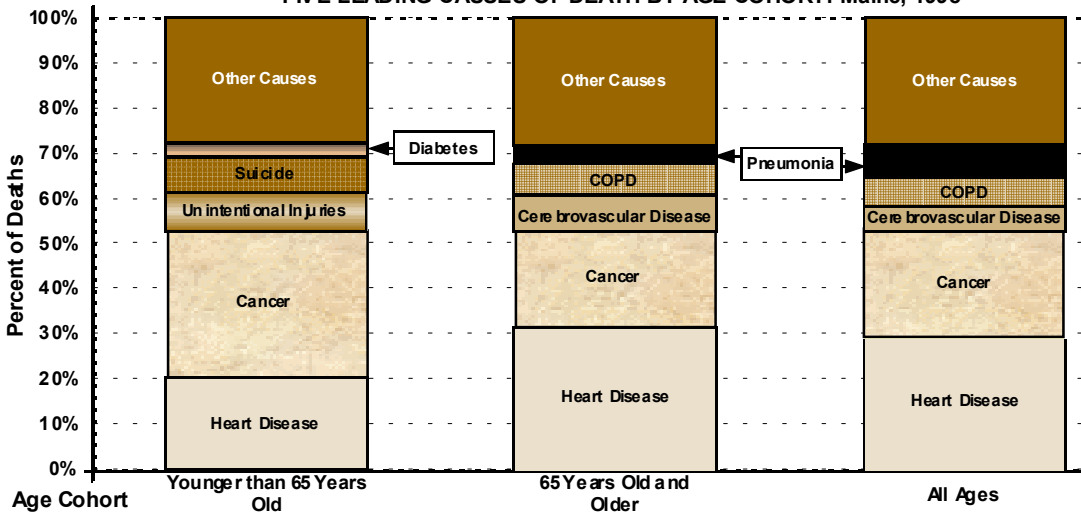 100%
90%
80%
70%
60%
50%
40%
30%
20%
10%
0%
Percent of Deaths
Age Cohort
Other Causes
Diabetes
Suicide
Unintentional Injuries
Cancer
Heart Disease
Younger than 65 Years
Old
Other Causes
Pneumonia
COPD
Cerebrovascular Disease
Cancer
Heart Disease
65 Years Old and
Older
Other Causes
COPD
Cerebrovascular Disease
Cancer
Heart Disease
All Ages